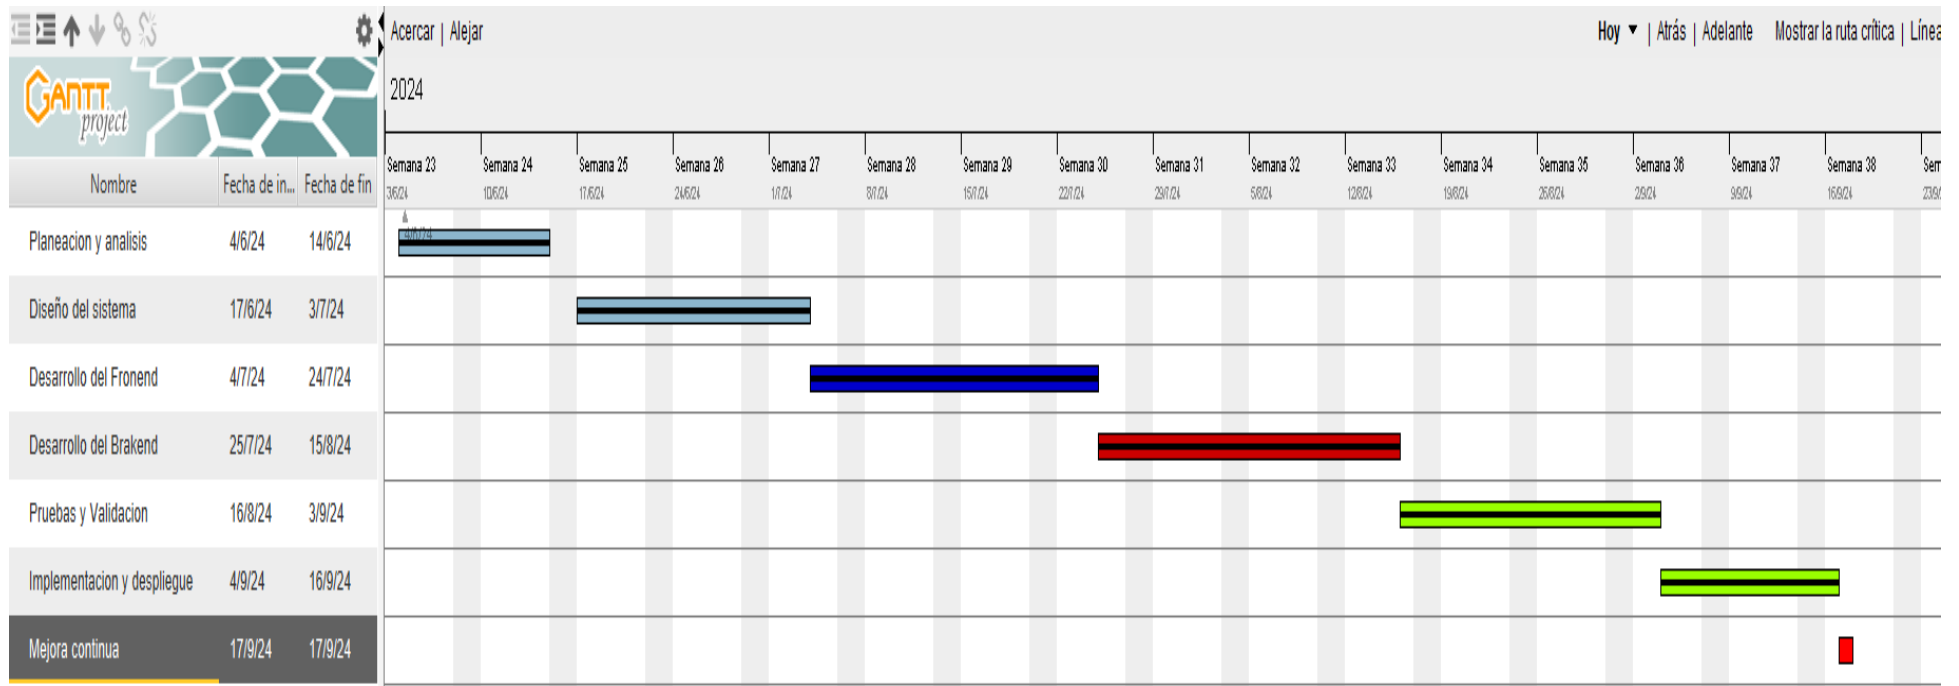 Acercar | Alejar
Hoy ▼ | Atrás | Adelante Mostrar la ruta crítica | Línea
GANTT
project
2024
Nombre Fecha de in... Fecha de fin
Semana 23 Semana 24 Semana 25 Semana 26 Semana 27 Semana 28 Semana 29 Semana 30 Semana 31 Semana 32 Semana 33 Semana 34 Semana 35 Semana 36 Semana 37 Semana 38 Sem
3/6/24 10/6/24 17/6/24 24/6/24 1/7/24 8/7/24 15/7/24 22/7/24 29/7/24 5/8/24 12/8/24 19/8/24 26/8/24 2/9/24 9/9/24 16/9/24 23/9/
Planeacion y analisis 4/6/24 14/6/24
4/6/24
Diseño del sistema 17/6/24 3/7/24
Desarrollo del Fronend 4/7/24 24/7/24
Desarrollo del Brakend 25/7/24 15/8/24
Pruebas y Validacion 16/8/24 3/9/24
Implementacion y despliegue 4/9/24 16/9/24
Mejora continua 17/9/24 17/9/24